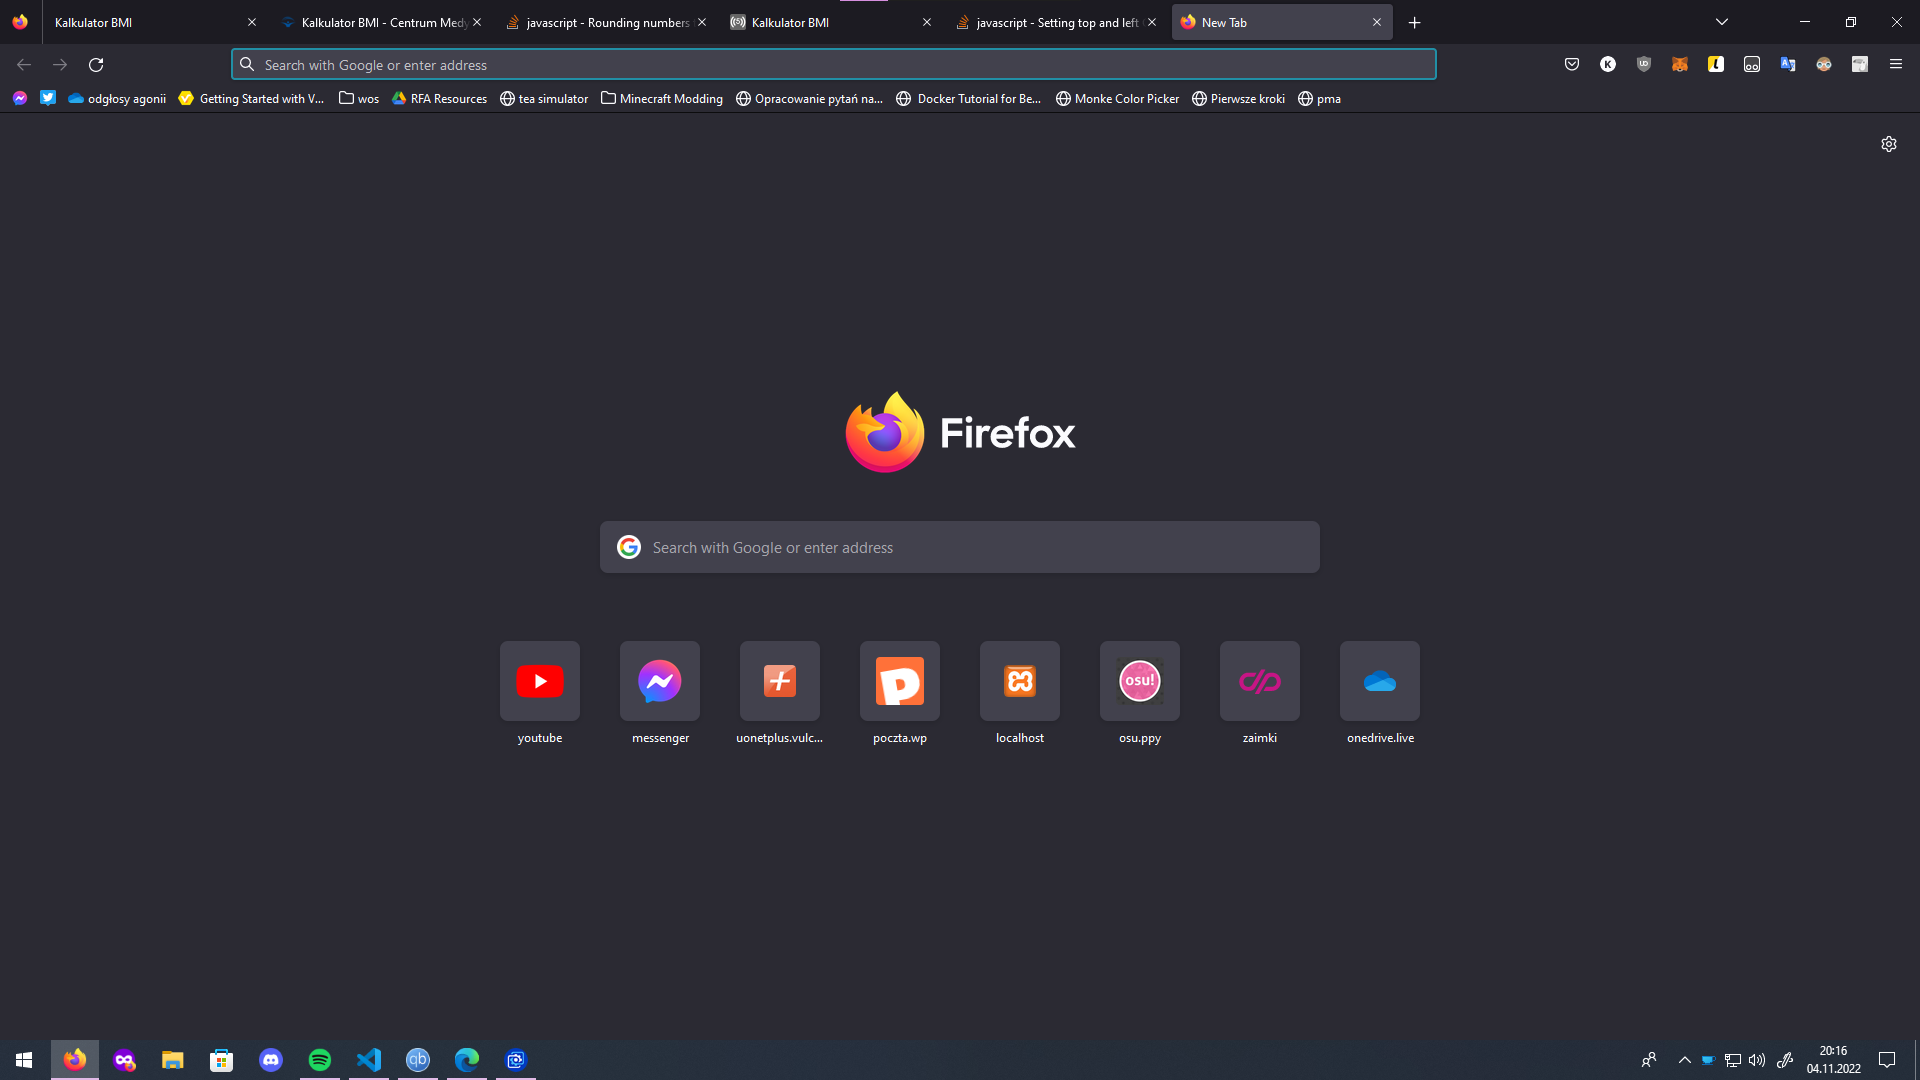 Kalkulator BMI
Kalkulator BMI - Centrum Medy
javascript - Rounding numbers
Kalkulator BMI
javascript - Setting top and left
New Tab
Search with Google or enter address
odgłosy agonii
Getting Started with V...
wos
RFA Resources
tea simulator
Minecraft Modding
Opracowanie pytań na...
Docker Tutorial for Be...
Monke Color Picker
Pierwsze kroki
pma
Firefox
Search with Google or enter address
osu!
youtube
messenger
uonetplus.vulc...
poczta.wp
localhost
osu.ppy
zaimki
onedrive.live
qb
20:16
04.11.2022